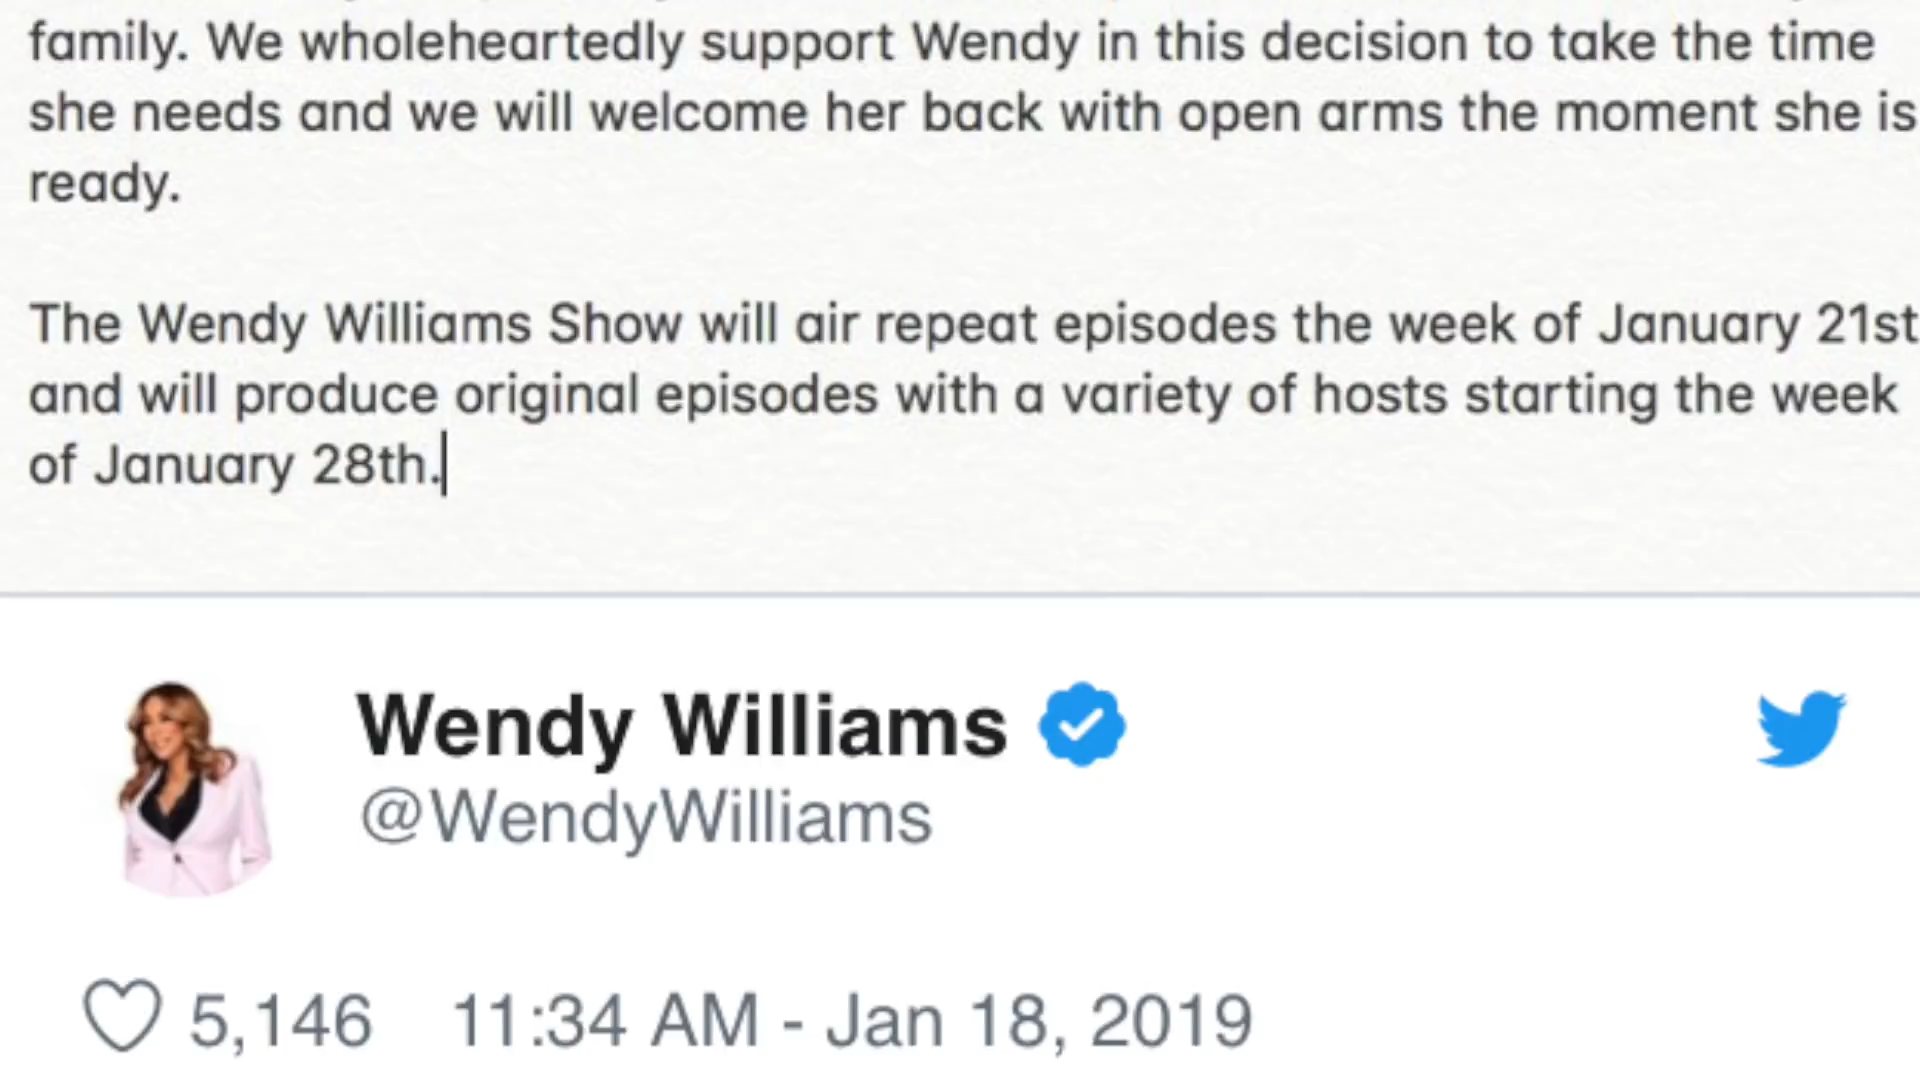 family. We wholeheartedly support Wendy in this decision to take the time
she needs and we will welcome her back with open arms the moment she is
ready.
The Wendy Williams Show will air repeat episodes the week of January 21st
and will produce original episodes with a variety of hosts starting the week
of January 28th.
Wendy Williams
@WendyWilliams
5,146 11:34 AM - Jan 18, 2019